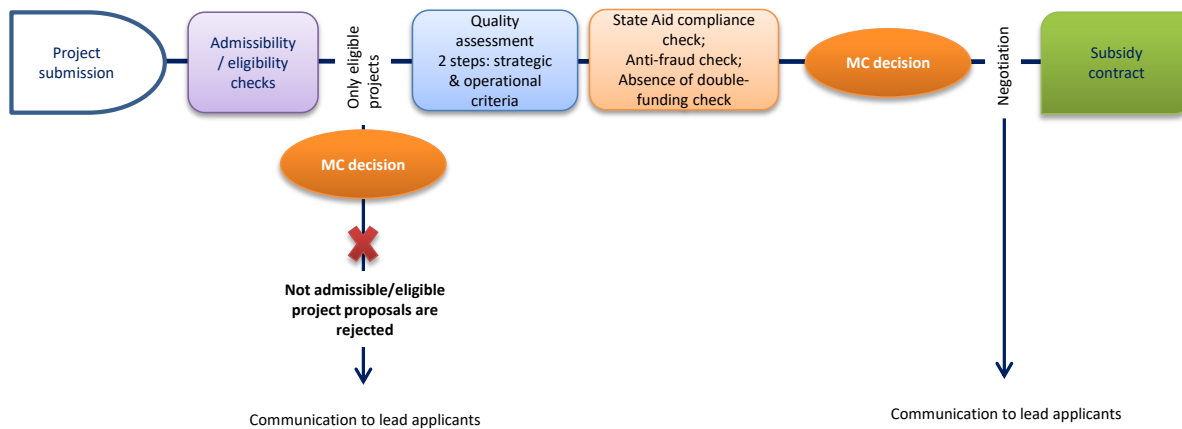 Project
submission
Admissibility
/ eligibility
checks
Only eligible
projects
Quality
assessment
2 steps: strategic
& operational
criteria
State Aid compliance
check;
Anti-fraud check;
Absence of double-
funding check
MC decision
Negotiation
Subsidy
contract
MC decision
Not admissible/eligible
project proposals are
rejected
Communication to lead applicants
Communication to lead applicants